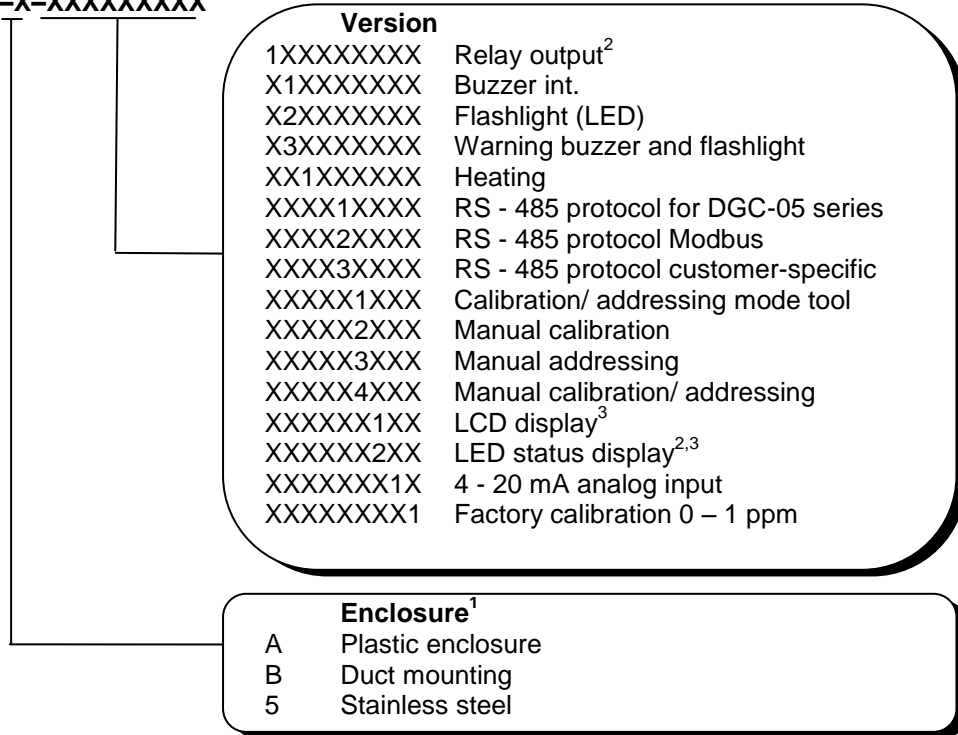 –X–XXXXXXXXX
Version
1XXXXXXXX Relay output2
X1XXXXXXX Buzzer int.
X2XXXXXXX Flashlight (LED)
X3XXXXXXX Warning buzzer and flashlight
XX1XXXXXX Heating
XXXX1XXXX RS - 485 protocol for DGC-05 series
XXXX2XXXX RS - 485 protocol Modbus
XXXX3XXXX RS - 485 protocol customer-specific
XXXXX1XXX Calibration/ addressing mode tool
XXXXX2XXX Manual calibration
XXXXX3XXX Manual addressing
XXXXX4XXX Manual calibration/ addressing
XXXXXX1XX LCD display3
XXXXXX2XX LED status display2,3
XXXXXXX1X 4 - 20 mA analog input
XXXXXXXX1 Factory calibration 0 – 1 ppm
Enclosure1
A Plastic enclosure
B Duct mounting
5 Stainless steel